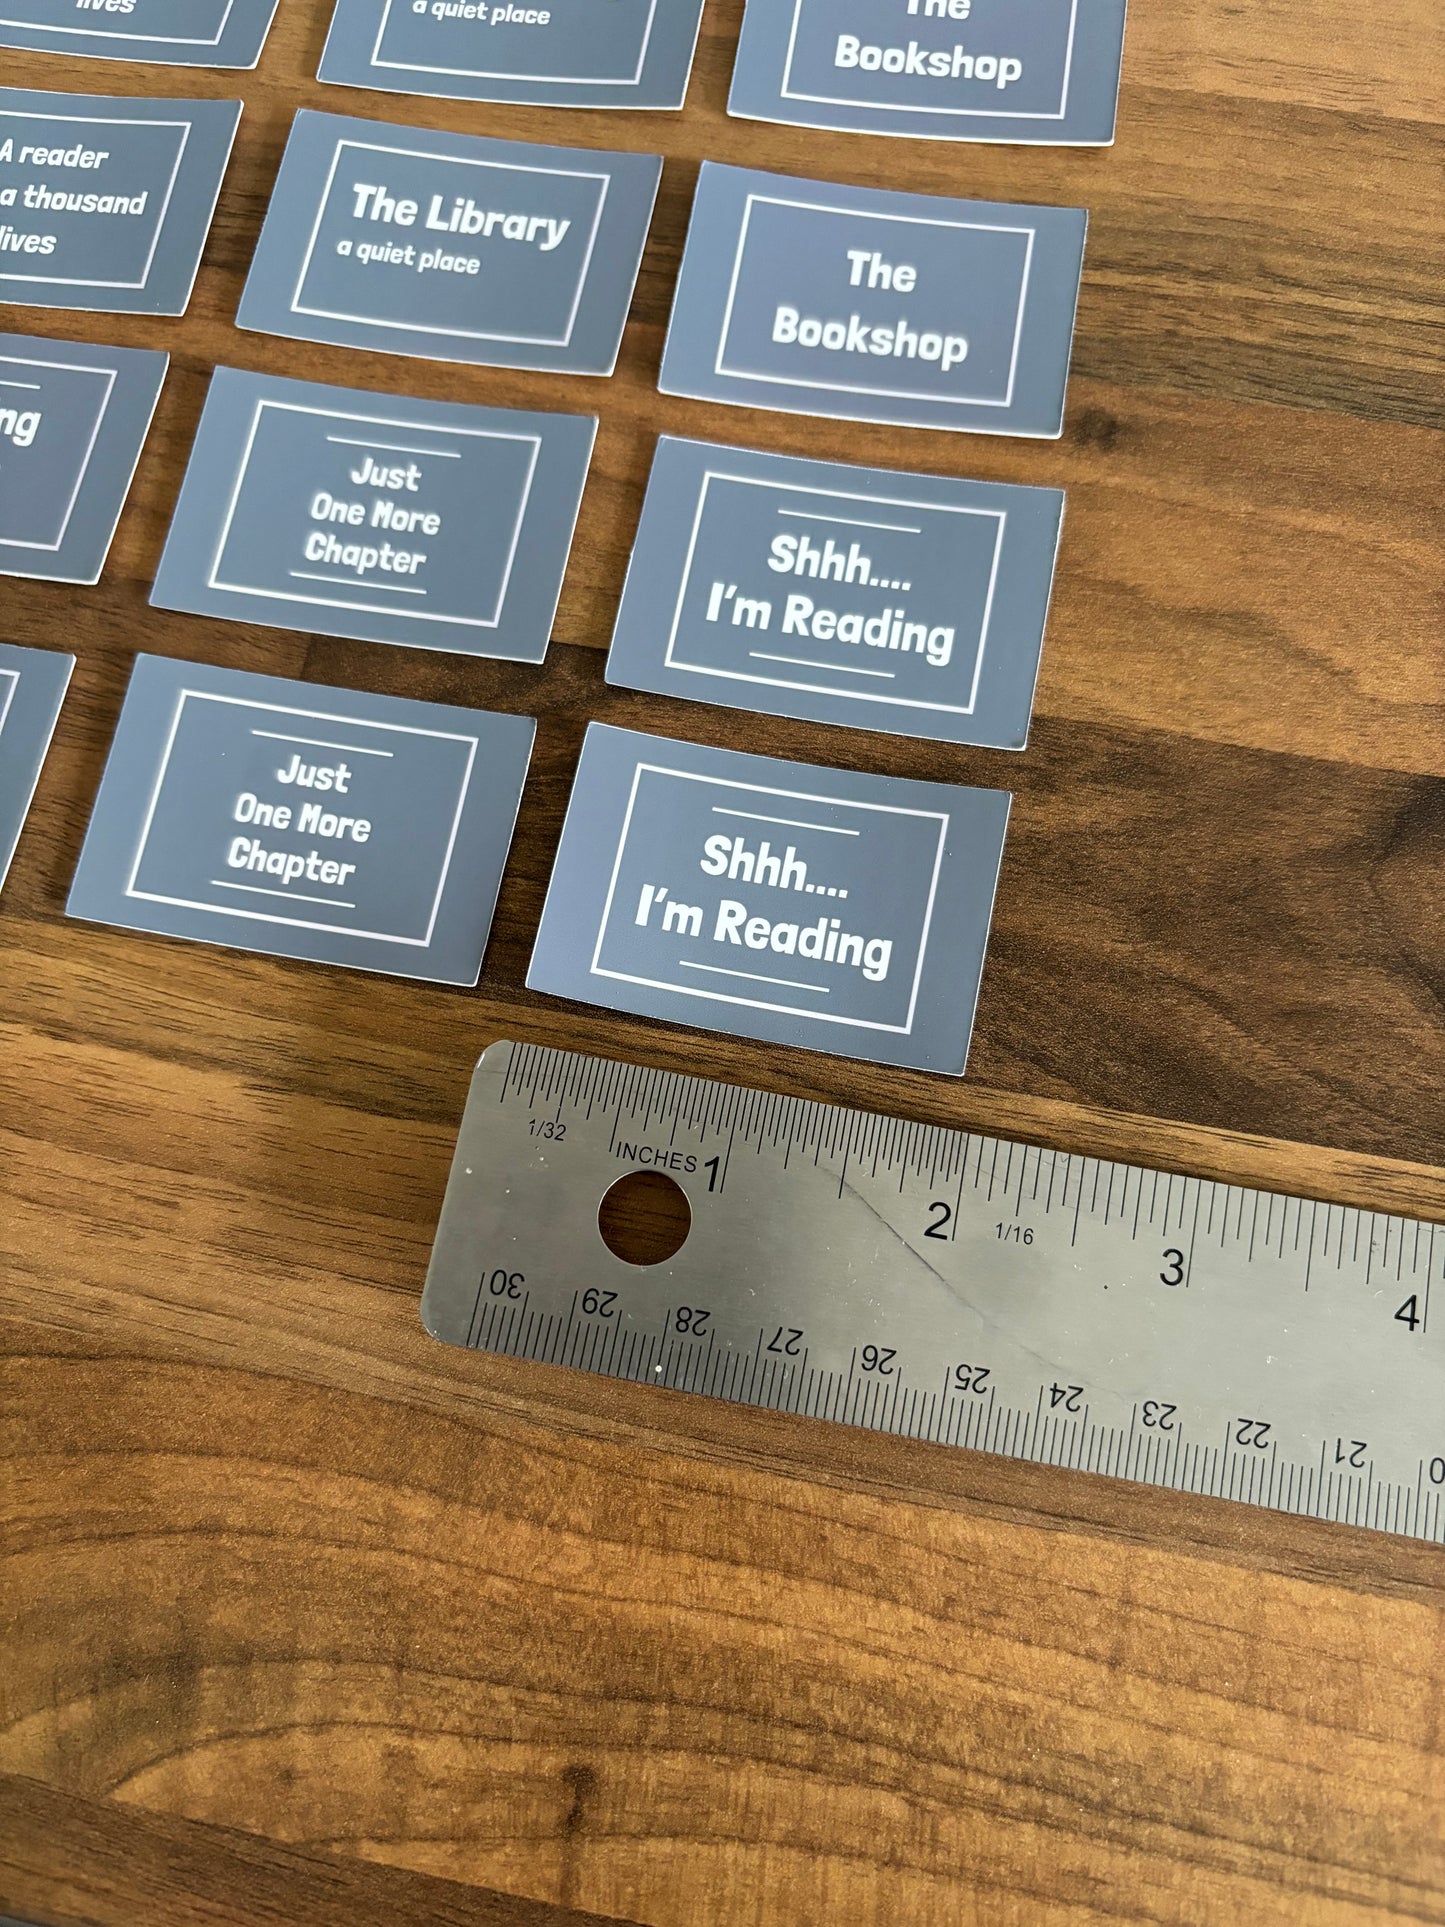 lives
a quiet place
The
Bookshop
A reader
a thousand
lives
The Library
a quiet place
The
Bookshop
Just
One More
Chapter
Shhh....
I'm Reading
Just
One More
Chapter
Shhh....
I'm Reading
1/32
INCHES 1
2
1/16
3
4
30
29
28
27
26
25
24
23
22
21